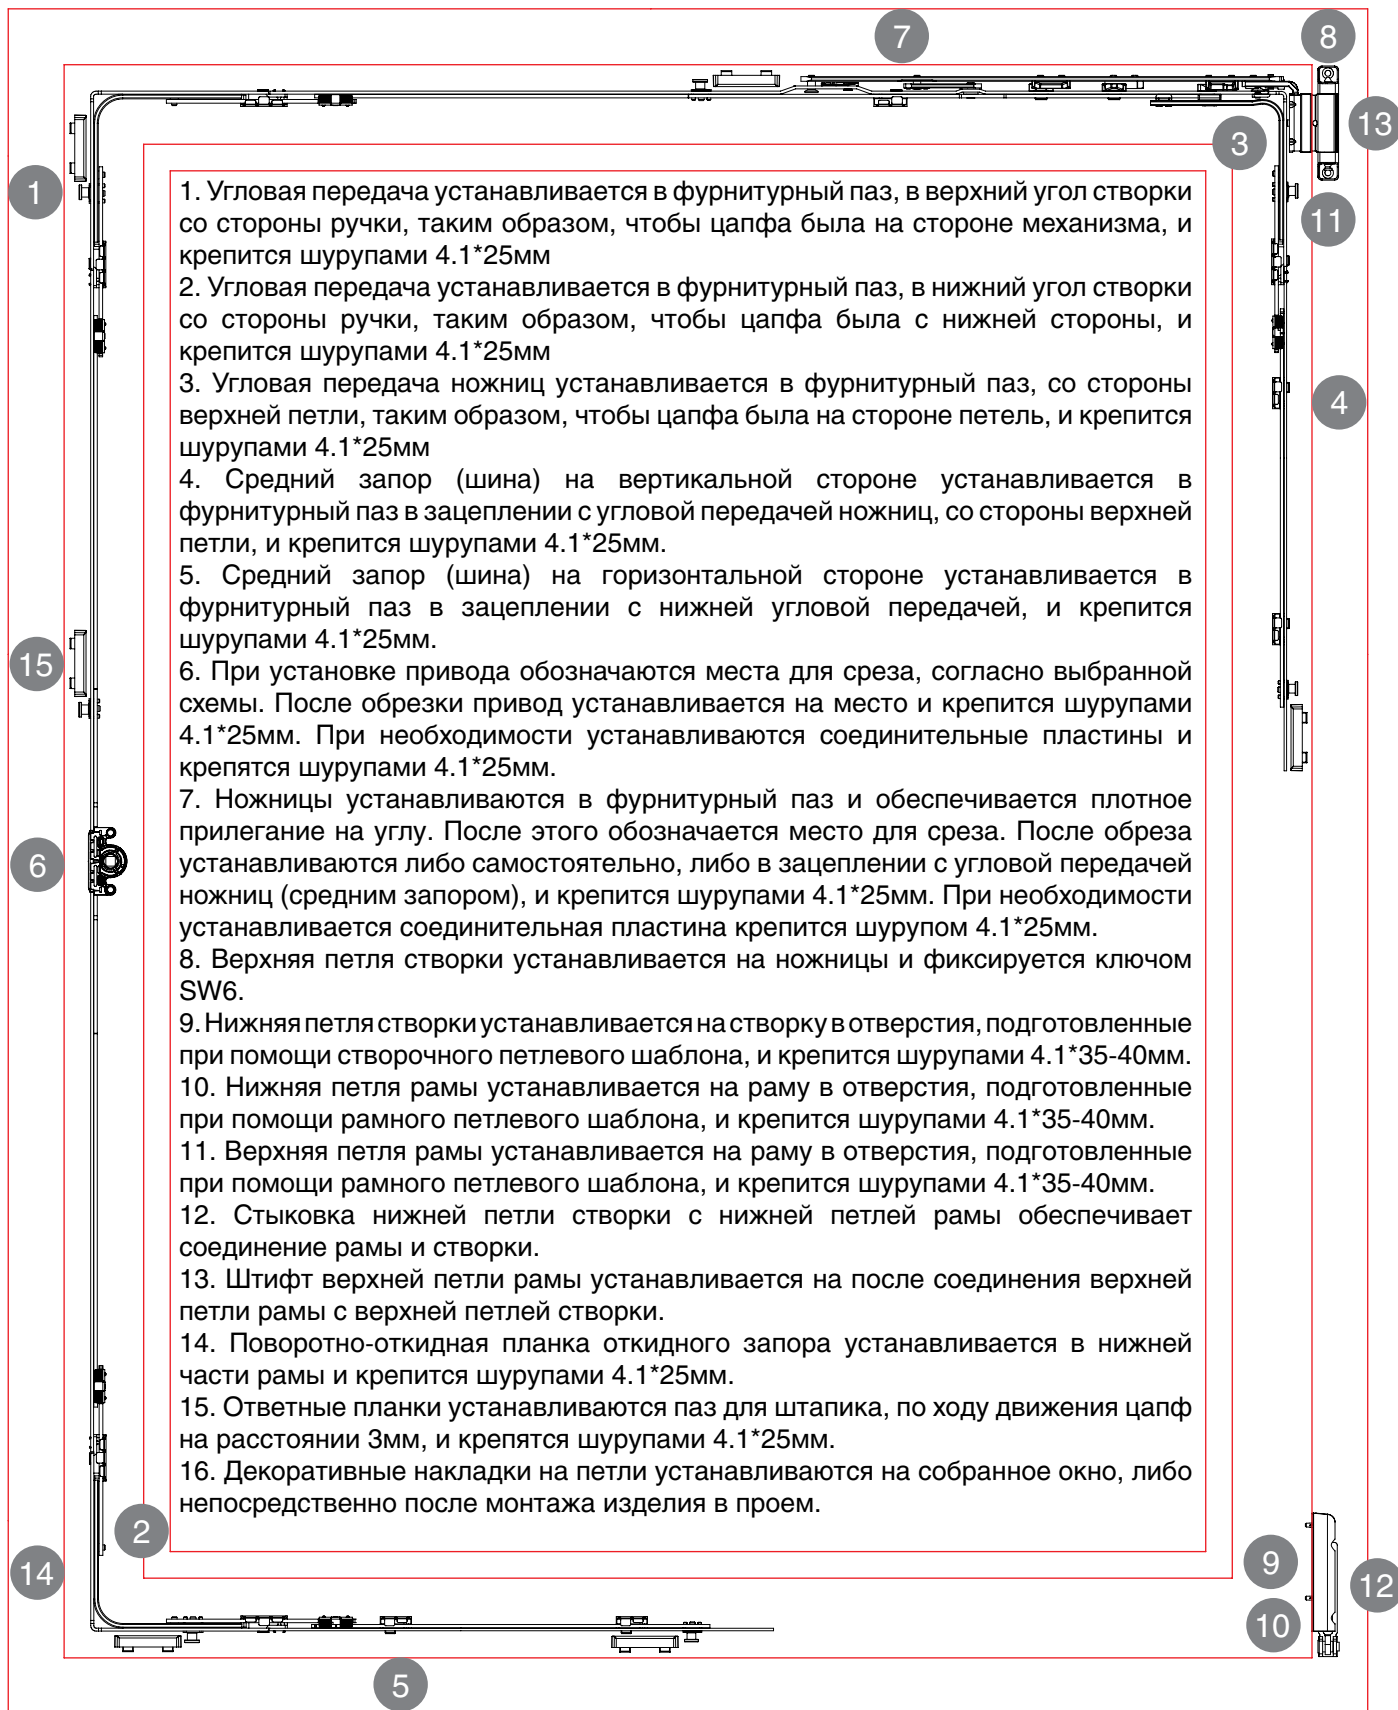 7
8
13
3
1
11
1. Угловая передача устанавливается в фурнитурный паз, в верхний угол створки
со стороны ручки, таким образом, чтобы цапфа была на стороне механизма, и
крепится шурупами 4.1*25мм
2. Угловая передача устанавливается в фурнитурный паз, в нижний угол створки
со стороны ручки, таким образом, чтобы цапфа была с нижней стороны, и
крепится шурупами 4.1*25мм
3. Угловая передача ножниц устанавливается в фурнитурный паз, со стороны
верхней петли, таким образом, чтобы цапфа была на стороне петель, и крепится
шурупами 4.1*25мм
4
4. Средний запор (шина) на вертикальной стороне устанавливается в
фурнитурный паз в зацеплении с угловой передачей ножниц, со стороны верхней
петли, и крепится шурупами 4.1*25мм.
5. Средний запор (шина) на горизонтальной стороне устанавливается в
фурнитурный паз в зацеплении с нижней угловой передачей, и крепится
шурупами 4.1*25мм.
15
6. При установке привода обозначаются места для среза, согласно выбранной
схемы. После обрезки привод устанавливается на место и крепится шурупами
4.1*25мм. При необходимости устанавливаются соединительные пластины и
крепятся шурупами 4.1*25мм.
7. Ножницы устанавливаются в фурнитурный паз и обеспечивается плотное
прилегание на углу. После этого обозначается место для среза. После обреза
устанавливаются либо самостоятельно, либо в зацеплении с угловой передачей
6
ножниц (средним запором), и крепится шурупами 4.1*25мм. При необходимости
устанавливается соединительная пластина крепится шурупом 4.1*25мм.
8. Верхняя петля створки устанавливается на ножницы и фиксируется ключом
SW6.
9. Нижняя петля створки устанавливается на створку в отверстия, подготовленные
при помощи створочного петлевого шаблона, и крепится шурупами 4.1*35-40мм.
10. Нижняя петля рамы устанавливается на раму в отверстия, подготовленные
при помощи рамного петлевого шаблона, и крепится шурупами 4.1*35-40мм.
11. Верхняя петля рамы устанавливается на раму в отверстия, подготовленные
при помощи рамного петлевого шаблона, и крепится шурупами 4.1*35-40мм.
12. Стыковка нижней петли створки с нижней петлей рамы обеспечивает
соединение рамы и створки.
13. Штифт верхней петли рамы устанавливается на после соединения верхней
петли рамы с верхней петлей створки.
14. Поворотно-откидная планка откидного запора устанавливается в нижней
части рамы и крепится шурупами 4.1*25мм.
15. Ответные планки устанавливаются паз для штапика, по ходу движения цапф
на расстоянии 3мм, и крепятся шурупами 4.1*25мм.
16. Декоративные накладки на петли устанавливаются на собранное окно, либо
непосредственно после монтажа изделия в проем.
2
9
14
12
10
5